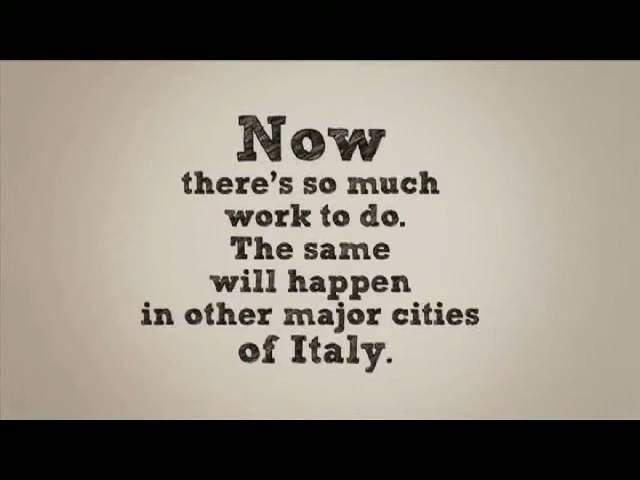 Now
there's so much
work to do.
The same
will happen
in other major cities
of Italy.